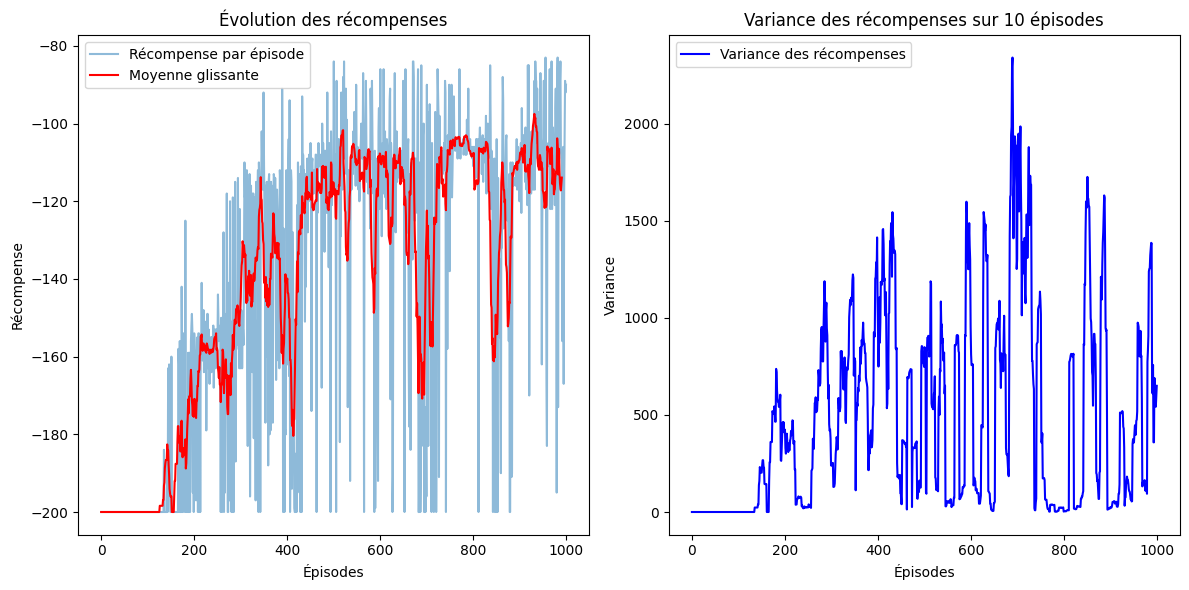 Évolution des récompenses
Récompense par épisode
Moyenne glissante
−80
−100
−120
−140
−160
−180
−200
Récompense
0
200
400
600
800
1000
Épisodes
Variance des récompenses sur 10 épisodes
Variance des récompenses
2000
1500
1000
500
0
Variance
0
200
400
600
800
1000
Épisodes